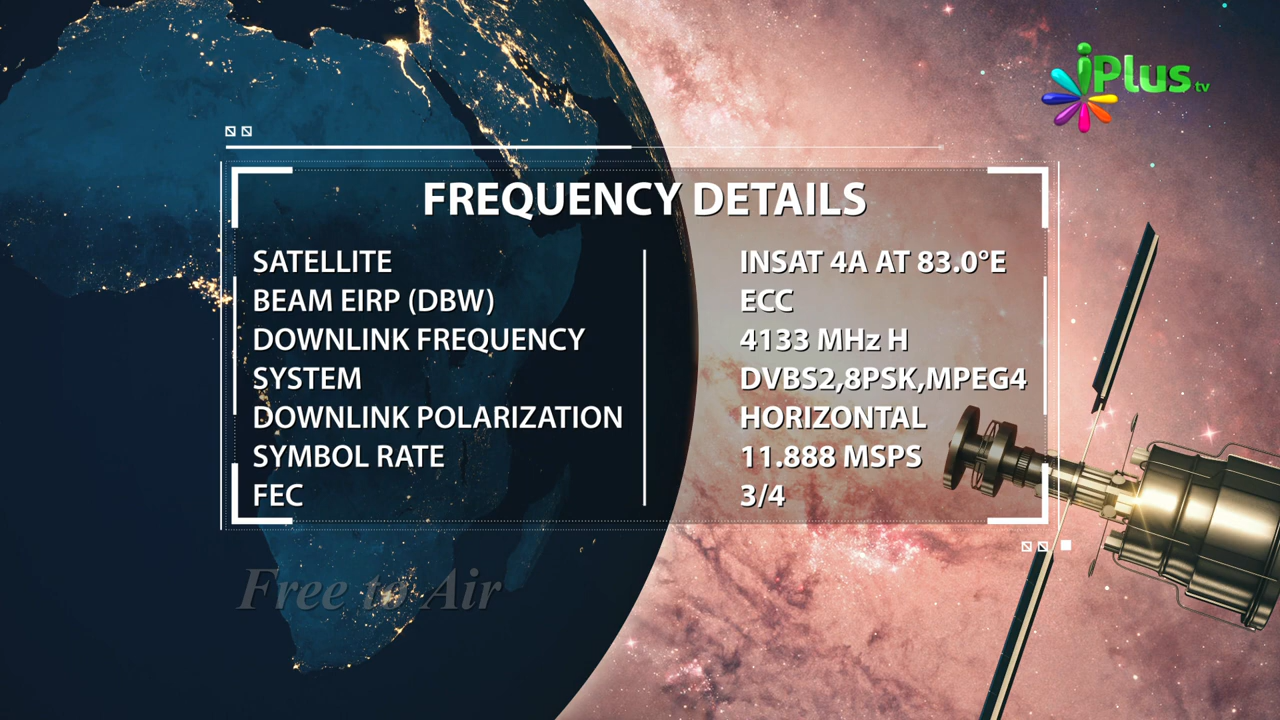 iPlus tv
FREQUENCY DETAILS
SATELLITE INSAT 4A AT 83.0°E
BEAM EIRP (DBW) ECC
DOWNLINK FREQUENCY 4133 MHz H
SYSTEM DVBS2,8PSK,MPEG4
DOWNLINK POLARIZATION HORIZONTAL
SYMBOL RATE 11.888 MSPS
FEC 3/4
Free to Air